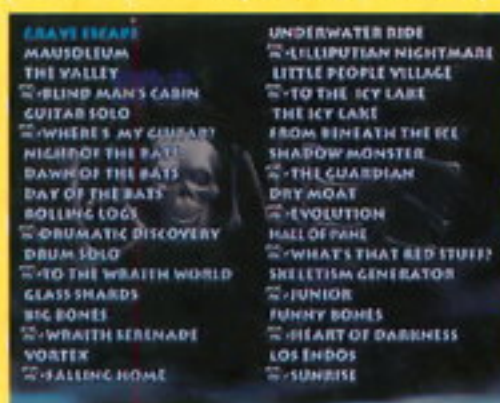 GRAVE ESCAPE
MAUSOLEUM
THE VALLEY
-BLIND MAN'S CABIN
GUITAR SOLO
-WHERE'S MY GUITAR?
NIGHT OF THE BATS
DAWN OF THE BATS
DAY OF THE BATS
ROLLING LOGS
-DRUMATIC DISCOVERY
DRUM SOLO
-TO THE WRAITH WORLD
GLASS SHARDS
BIG BONES
-WRAITH SERENADE
VORTEX
-FALLING HOME
UNDERWATER RIDE
-LILLIPUTIAN NIGHTMARE
LITTLE PEOPLE VILLAGE
-TO THE ICY LAKE
THE ICY LAKE
FROM BENEATH THE ICE
SHADOW MONSTER
-THE GUARDIAN
DRY MOAT
-EVOLUTION
HALL OF PANE
-WHAT'S THAT RED STUFF?
SKELETISM GENERATOR
-JUNIOR
FUNNY BONES
-HEART OF DARKNESS
LOS ENDOS
-SUNRISE